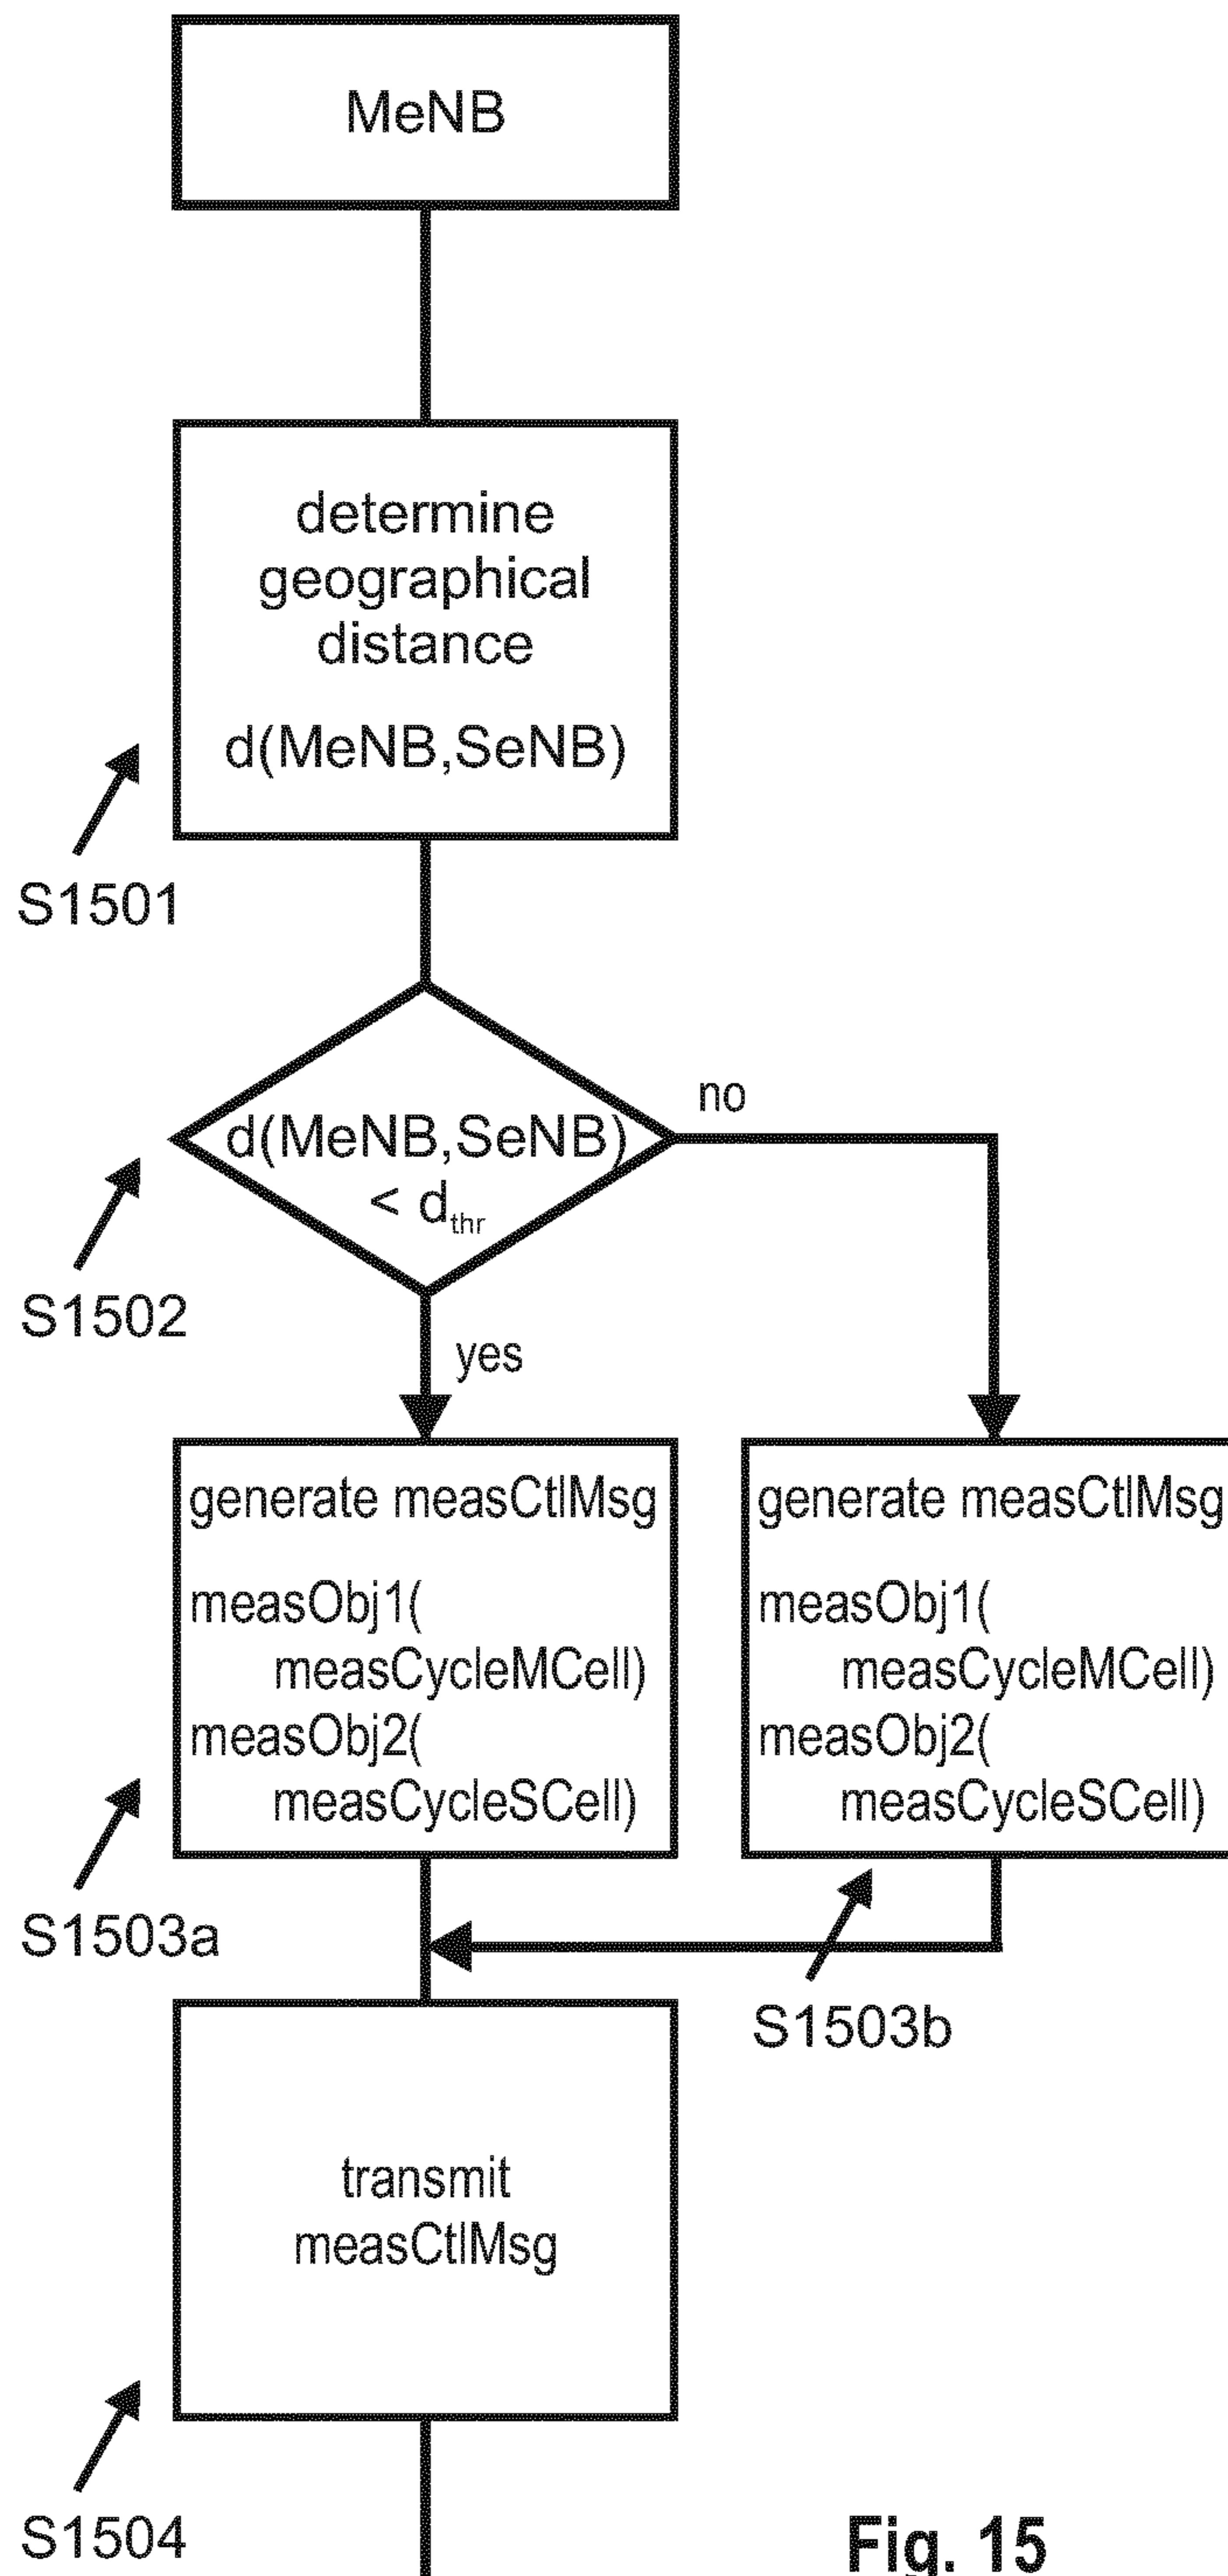 MeNB
determine
geographical
distance
d(MeNB,SeNB)
S1501
d(MeNB,SeNB)
< dthr
no
S1502
yes
generate measCtlMsg
measObj1(
measCycleMCell)
measObj2(
measCycleSCell)
S1503a
generate measCtlMsg
measObj1(
measCycleMCell)
measObj2(
measCycleSCell)
S1503b
transmit
measCtlMsg
S1504
Fig. 15